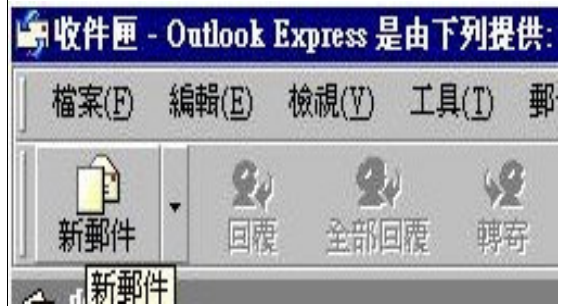 收件匣 - Outlook Express 是由下列提供:
檔案(F) 編輯(E) 檢視(V) 工具(T) 郵
新郵件 回覆 全部回覆 轉寄
新郵件